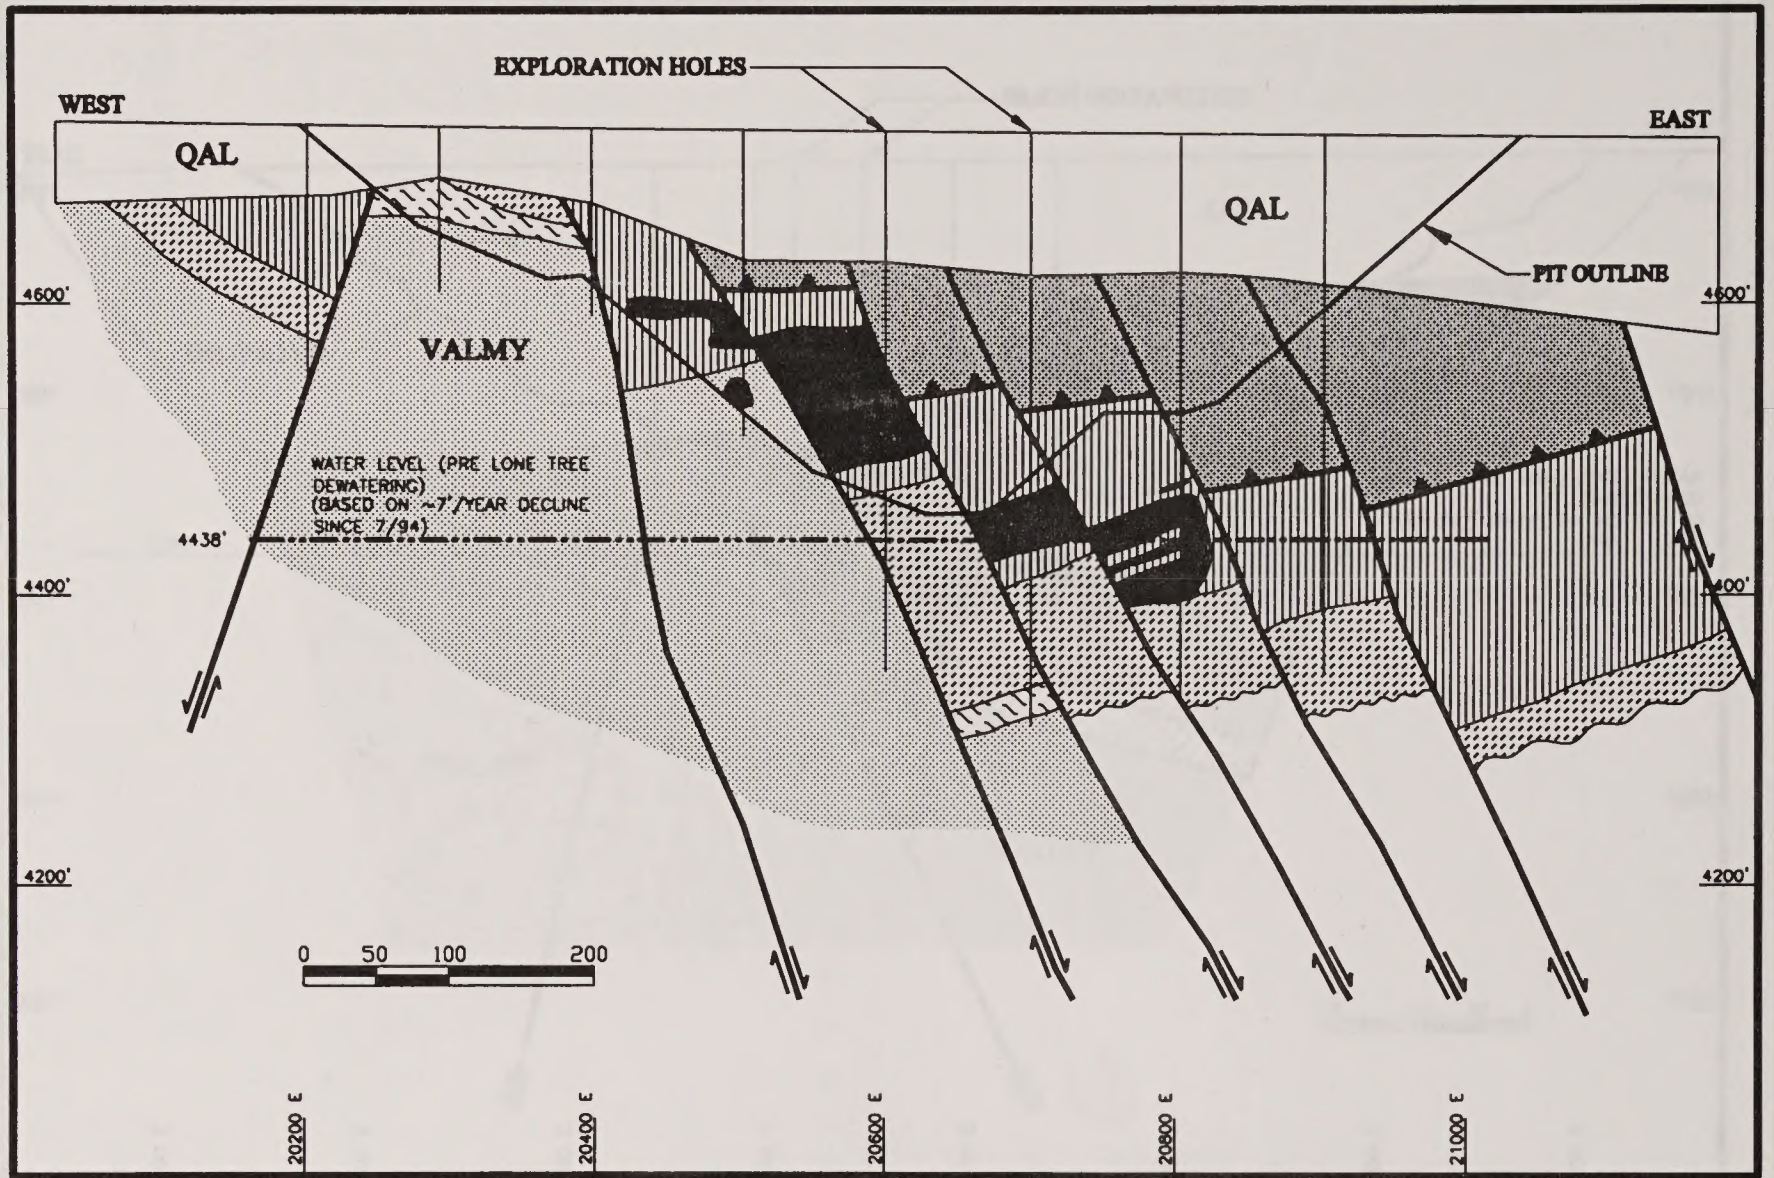 EXPLORATION HOLES
WEST
EAST
QAL
QAL
PIT OUTLINE
4600'
4600'
VALMY
WATER LEVEL (PRE LONE TREE
DEWATERING)
(BASED ON ~7'/YEAR DECLINE
SINCE 7/94)
4438'
4400'
400'
4200'
4200'
0 50 100 200
20200 E
20400 E
20600 E
20800 E
21000 E